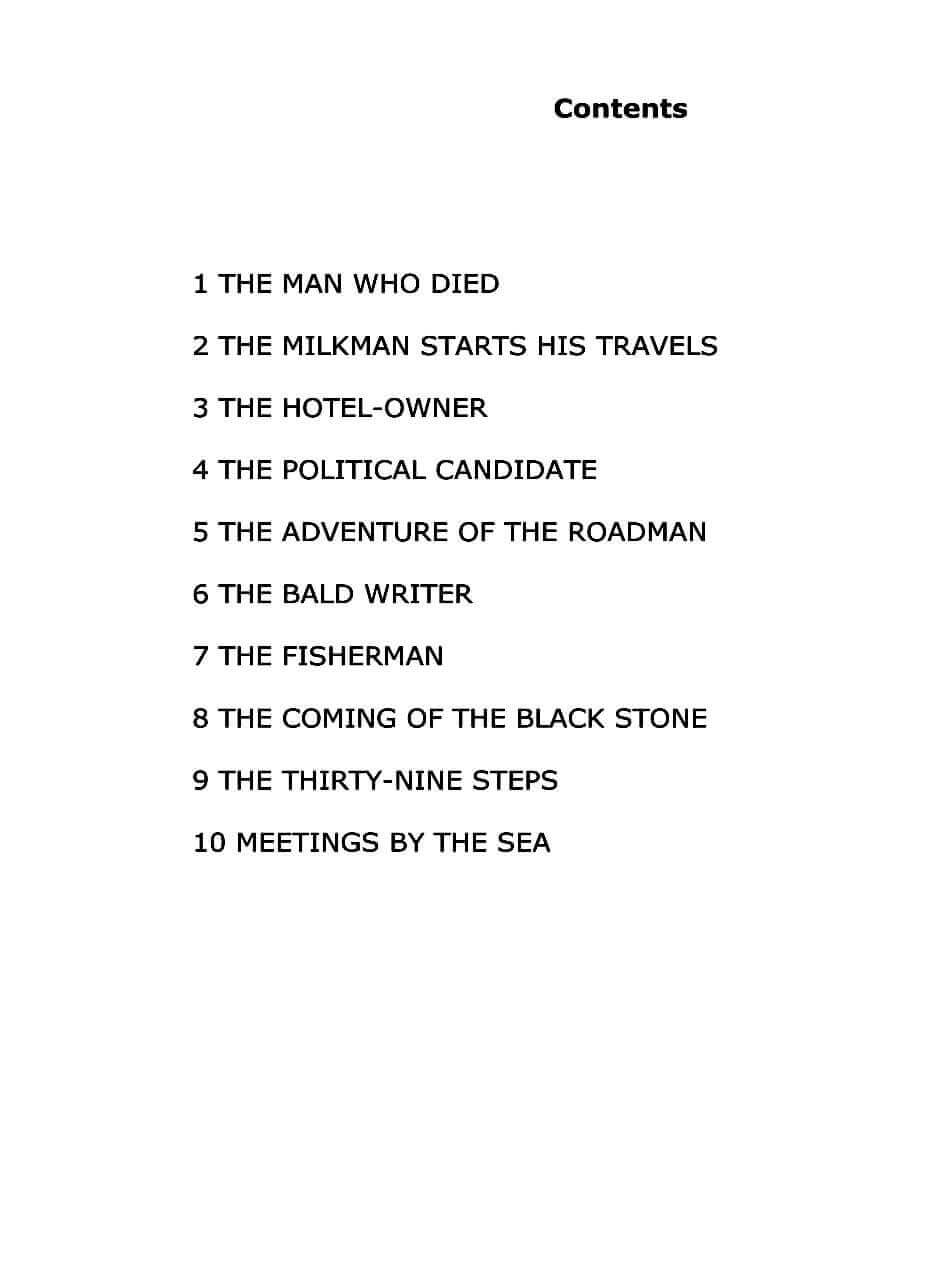 Contents
1 THE MAN WHO DIED
2 THE MILKMAN STARTS HIS TRAVELS
3 THE HOTEL-OWNER
4 THE POLITICAL CANDIDATE
5 THE ADVENTURE OF THE ROADMAN
6 THE BALD WRITER
7 THE FISHERMAN
8 THE COMING OF THE BLACK STONE
9 THE THIRTY-NINE STEPS
10 MEETINGS BY THE SEA